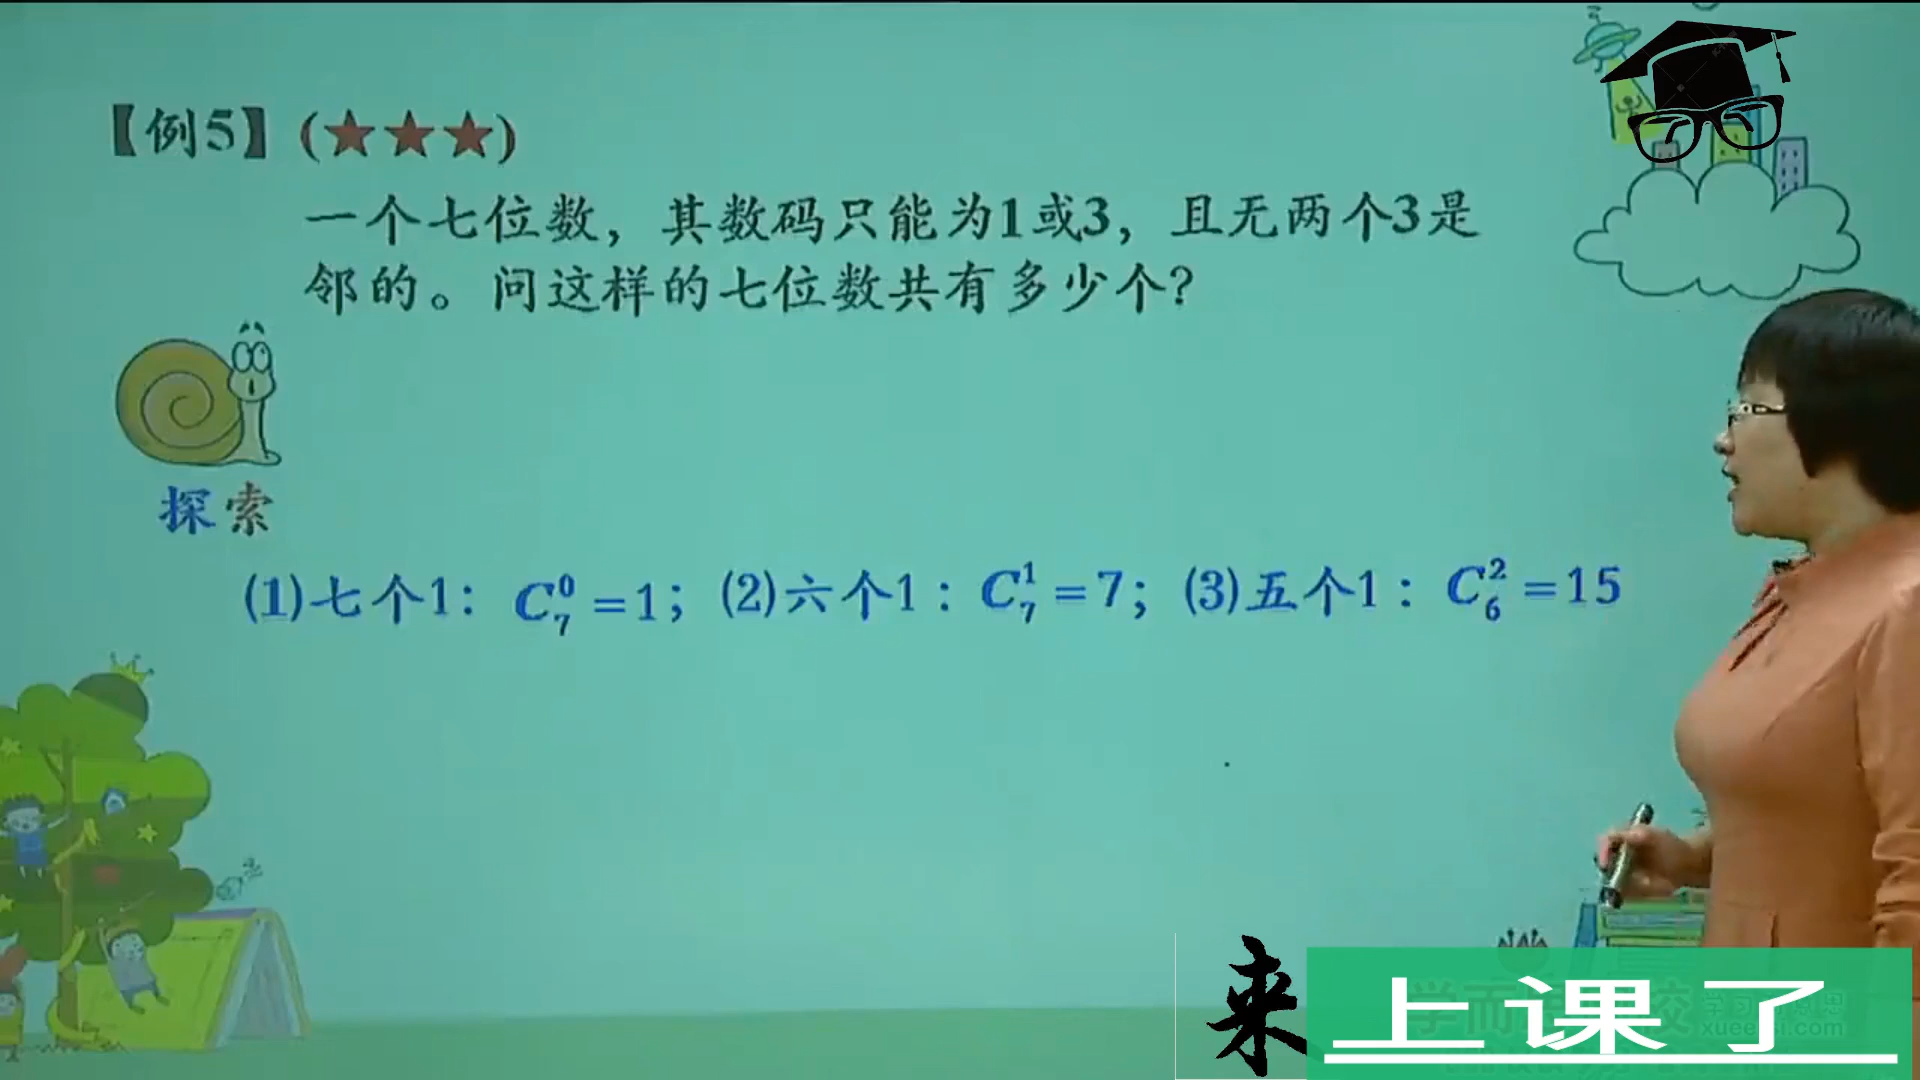 【例5】(★★★)
一个七位数，其数码只能为1或3，且无两个3是
邻的。问这样的七位数共有多少个？
探索
(1)七个1：C₇⁰=1；(2)六个1：C₇¹=7；(3)五个1：C₆²=15
来 上课了
xueersi.com